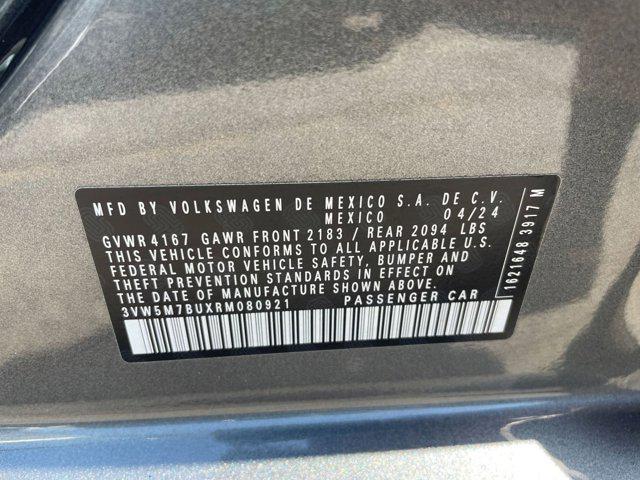 MFD BY VOLKSWAGEN DE MEXICO S.A. DE C.V.
MEXICO 04/24
GVWR 4167 GAWR FRONT 2183 / REAR 2094 LBS
THIS VEHICLE CONFORMS TO ALL APPLICABLE U.S.
FEDERAL MOTOR VEHICLE SAFETY, BUMPER AND
THEFT PREVENTION STANDARDS IN EFFECT ON
THE DATE OF MANUFACTURE SHOWN ABOVE.
3VW5M7BUXRM080921 PASSENGER CAR
1621648 3917 M